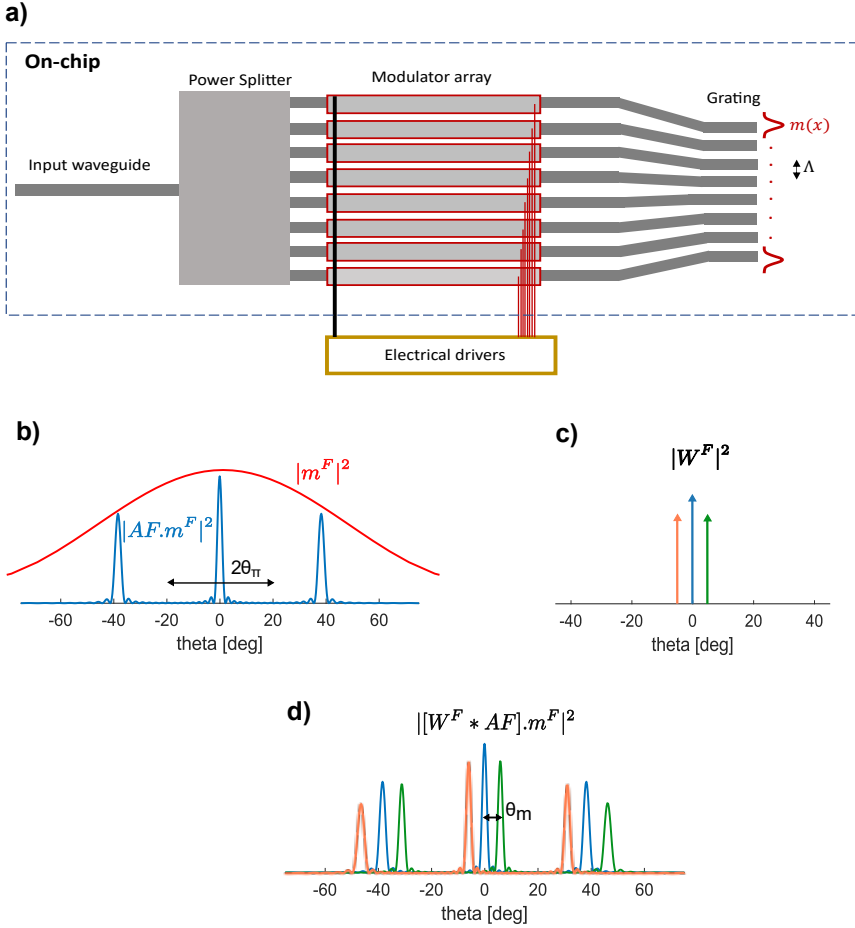 a)
On-chip
Power Splitter
Modulator array
Grating
m(x)
Input waveguide
Λ
Electrical drivers
b)
|m^F|^2
|AF.m^F|^2
2θ_π
-60 -40 -20 0 20 40 60
theta [deg]
c)
|W^F|^2
-40 -20 0 20 40
theta [deg]
d)
|[W^F * AF].m^F|^2
θ_m
-60 -40 -20 0 20 40 60
theta [deg]